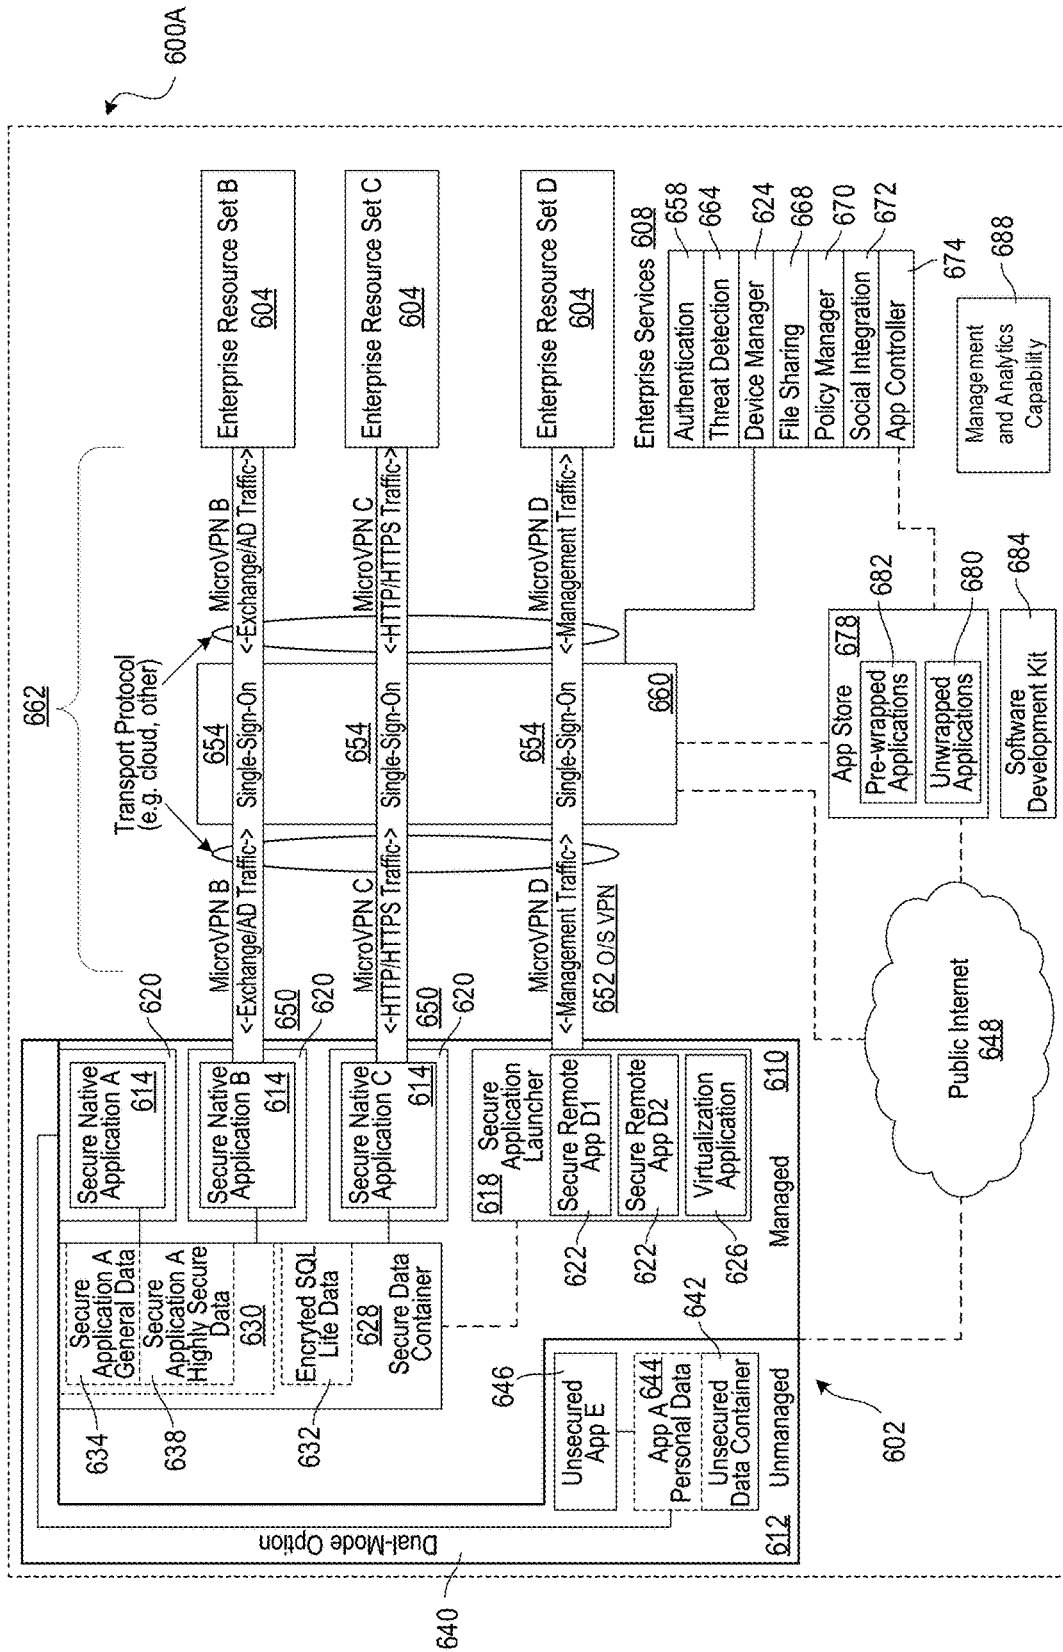 600A
662
Transport Protocol
(e.g. cloud, other)
640
Dual-Mode Option
634
638
632
Secure
Application A
General Data
Secure
Application A
Highly Secure
Data
630
Encryted SQL
Life Data
628
Secure Data
Container
Secure Native
Application A
614
620
Secure Native
Application B
614
620
650
Secure Native
Application C
614
620
650
618
Secure
Application
Launcher
Secure Remote
App D1
622
Secure Remote
App D2
622
Virtualization
Application
626
Managed
610
646
Unsecured
App E
App A
644
Personal Data
642
Unsecured
Data Container
612
Unmanaged
602
MicroVPN B
<-Exchange/AD Traffic->
654
Single-Sign-On
MicroVPN B
<-Exchange/AD Traffic->
Enterprise Resource Set B
604
MicroVPN C
<-HTTP/HTTPS Traffic->
654
Single-Sign-On
MicroVPN C
<-HTTP/HTTPS Traffic->
Enterprise Resource Set C
604
MicroVPN D
<-Management Traffic->
652 O/S VPN
654
Single-Sign-On
MicroVPN D
<-Management Traffic->
Enterprise Resource Set D
604
660
Enterprise Services 608
Authentication
658
Threat Detection
664
Device Manager
624
File Sharing
668
Policy Manager
670
Social Integration
672
App Controller
674
Public Internet
648
App Store
678
Pre-wrapped
Applications
682
Unwrapped
Applications
680
Software
Development Kit
684
Management
and Analytics
Capability
688